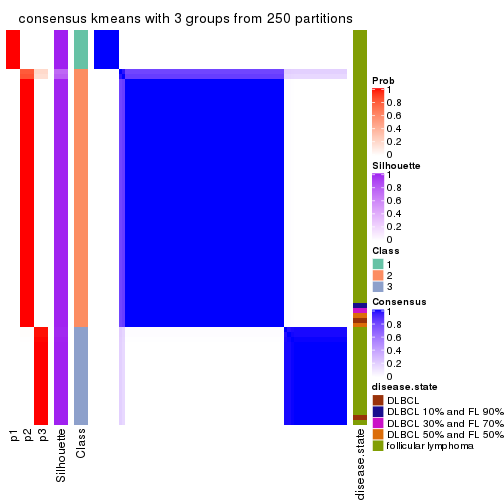 consensus kmeans with 3 groups from 250 partitions
Prob
1
0.8
0.6
0.4
0.2
0
Silhouette
1
0.8
0.6
0.4
0.2
0
Class
1
2
3
Consensus
1
0.8
0.6
0.4
0.2
0
disease.state
DLBCL
DLBCL 10% and FL 90%
DLBCL 30% and FL 70%
DLBCL 50% and FL 50%
follicular lymphoma
p1
p2
p3
Silhouette
Class
disease.state